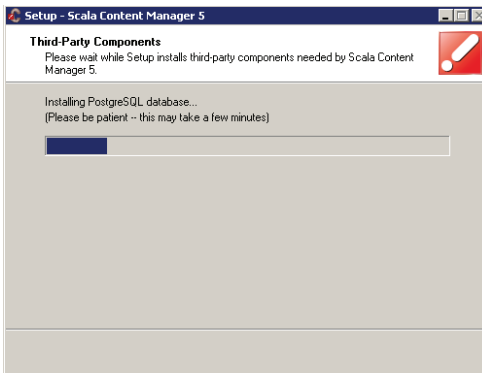 Setup - Scala Content Manager 5
Third-Party Components
Please wait while Setup installs third-party components needed by Scala Content
Manager 5.
Installing PostgreSQL database...
(Please be patient -- this may take a few minutes)